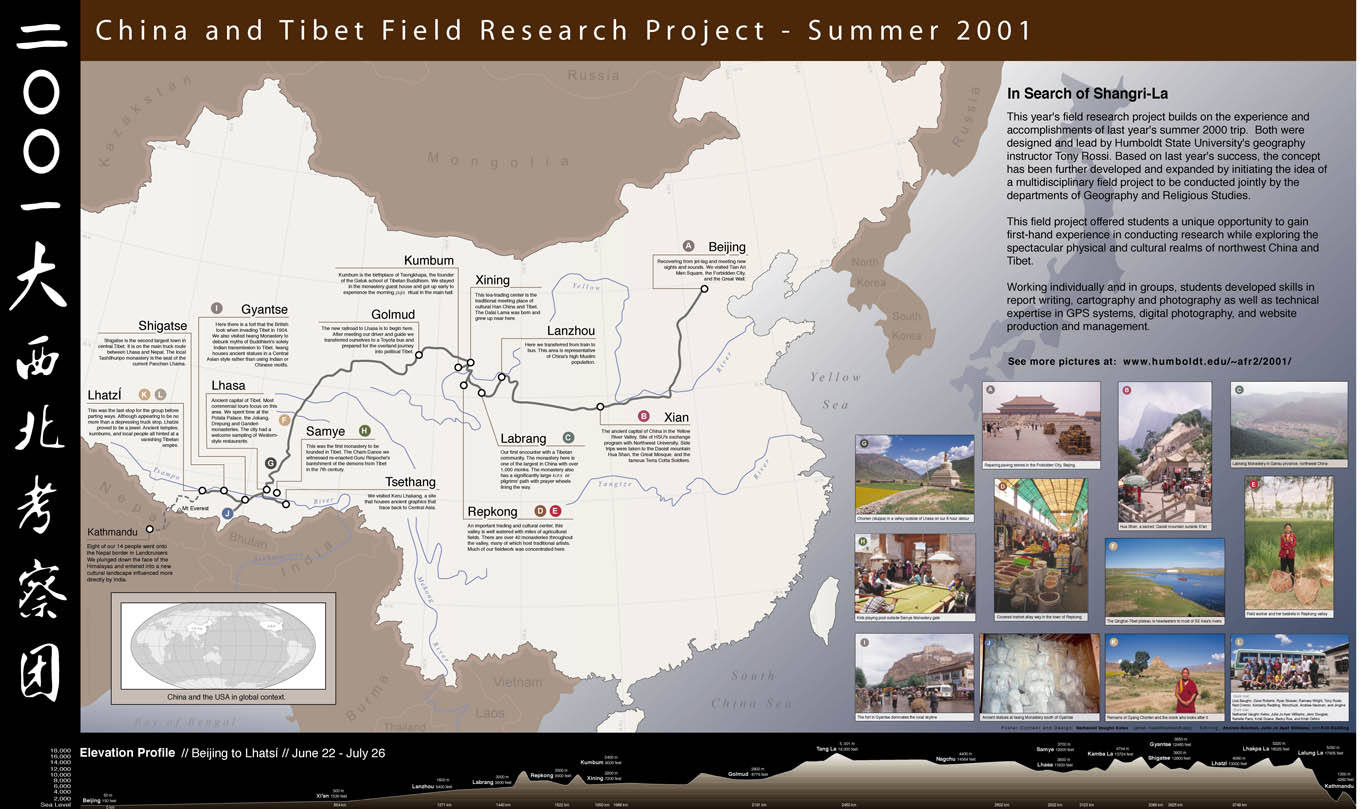 China and Tibet Field Research Project - Summer 2001
二〇〇一大西北考察团
In Search of Shangri-La
This year's field research project builds on the experience and
accomplishments of last year's summer 2000 trip. Both were
designed and lead by Humboldt State University's geography
instructor Tony Rossi. Based on last year's success, the concept
has been further developed and expanded by initiating the idea of
a multidisciplinary field project to be conducted jointly by the
departments of Geography and Religious Studies.
This field project offered students a unique opportunity to gain
first-hand experience in conducting research while exploring the
spectacular physical and cultural realms of northwest China and
Tibet.
Working individually and in groups, students developed skills in
report writing, cartography and photography as well as technical
expertise in GPS systems, digital photography, and website
production and management.
See more pictures at: www.humboldt.edu/~afr2/2001/
Kazakstan
Russia
Mongolia
Russia
North
Korea
South
Korea
Yellow
Sea
South
China Sea
Bay of Bengal
Nepal
Bhutan
India
Burma
Thailand
Laos
Vietnam
Yellow
River
Yangtze
River
Mekong
River
Tsampo
River
Mt Everest
A Beijing
Recovering from jet-lag and meeting new
sights and sounds. We visited Tian An
Men Square, the Forbidden City,
and the Great Wall.
Kumbum
Kumbum is the birthplace of Tsongkhapa, the founder
of the Geluk school of Tibetan Buddhism. We stayed
in the monastery guest house and got up early to
experience the morning puja ritual in the main hall.
Xining
This tea-trading center is the
traditional meeting place of
cultural Han China and Tibet.
The Dalai Lama was born and
grew up near here.
Golmud
The new railroad to Lhasa is to begin here.
After meeting our driver and guide we
transferred ourselves to a Toyota bus and
prepared for the overland journey
into political Tibet.
Lanzhou
Here we transferred from train to
bus. This area is representative
of China's high Muslim
population.
I Gyantse
Here there is a fort that the British
took when invading Tibet in 1904.
We also visited Iwang Monastery to
debunk myths of Buddhism's solely
Indian transmission to Tibet. Iwang
houses ancient statues in a Central
Asian style rather than using Indian or
Chinese motifs.
Shigatse
Shigatse is the second largest town in
central Tibet. It is on the main truck route
between Lhasa and Nepal. The local
Tashilhunpo monastery is the seat of the
current Panchen Lhama.
Lhatzí K L
This was the last stop for the group before
parting ways. Although appearing to be no
more than a depressing truck stop, Lhatze
proved to be a jewel. Ancient temples,
kumbums, and local people all hinted at a
vanishing Tibetan
empire.
Lhasa
Ancient capital of Tibet. Most
commercial tours focus on this
area. We spent time at the
Potala Palace, the Jokang,
Drepung and Ganden
monasteries. The city had a
welcome sampling of Western-
style restaurants.
F
G
J
Samye H
This was the first monastery to be
founded in Tibet. The Cham Dance we
witnessed re-enacted Guru Rinpoche's
banishment of the demons from Tibet
in the 7th century.
Tsethang
We visited Keru Lhakang, a site
that houses ancient graphics that
trace back to Central Asia.
Labrang C
Our first encounter with a Tibetan
community. The monastery here is
one of the largest in China with over
1,000 monks. The monastery also
has a significantly large kora or
pilgrims' path with prayer wheels
lining the way.
B Xian
The ancient capital of China in the Yellow
River Valley. Site of HSU's exchange
program with Northwest University. Side
trips were taken to the Daoist mountain
Hua Shan, the Great Mosque and the
famous Terra Cotta Soldiers.
Repkong D E
An important trading and cultural center, this
valley is well watered with miles of agricultural
fields. There are over 40 monasteries throughout
the valley, many of which host traditional artists.
Much of our fieldwork was concentrated here.
Kathmandu
Eight of our 14 people went onto
the Nepal border in Landcruisers.
We plunged down the face of the
Himalayas and entered into a new
cultural landscape influenced more
directly by India.
China and the USA in global context.
A
Repairing paving stones in the Forbidden City, Beijing
B
Hua Shan, a sacred Daoist mountain outside Xi'an
C
Labrang Monastery in Gansu province, northwest China
D
Covered market alley way in the town of Repkong
E
Field worker and her baskets in Repkong valley
F
The Qinghai-Tibet plateau, is headwaters to most of SE Asia's rivers
G
Chorten (stupa) in a valley outside of Lhasa on our 8 hour detour
H
Kids playing pool outside Samye Monastery gate
I
The fort in Gyantse dominates the local skyline
J
Ancient statues at Iwang Monastery south of Gyantse
K
Remains of Gyang Chorten and the monk who looks after it
L
Elevation Profile // Beijing to Lhatsí // June 22 - July 26
18,000
16,000
14,000
12,000
10,000
8,000
6,000
4,000
2,000
Sea Level
Beijing
Xi'an
Lanzhou
Labrang
Repkong
Kumbum
Xining
Golmud
Tang La
Nagchu
Samye
Lhasa
Kamba La
Gyantse
Shigatse
Lhatzi
Lhakpa La
Lalung La
Kathmandu